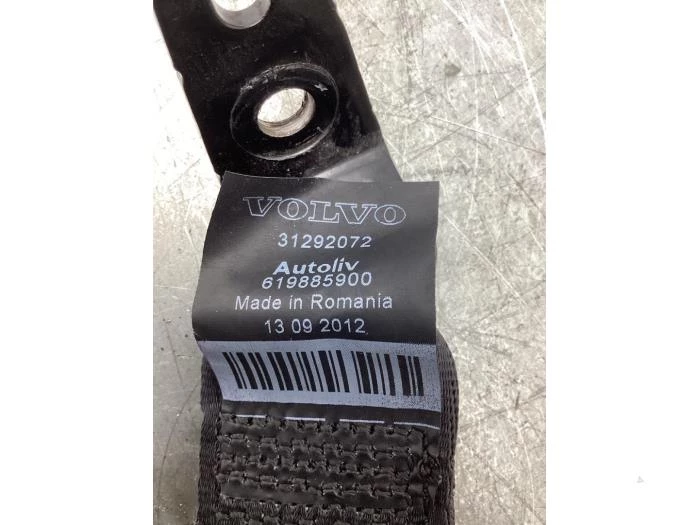 VOLVO
31292072
Autoliv
619885900
Made in Romania
13 09 2012